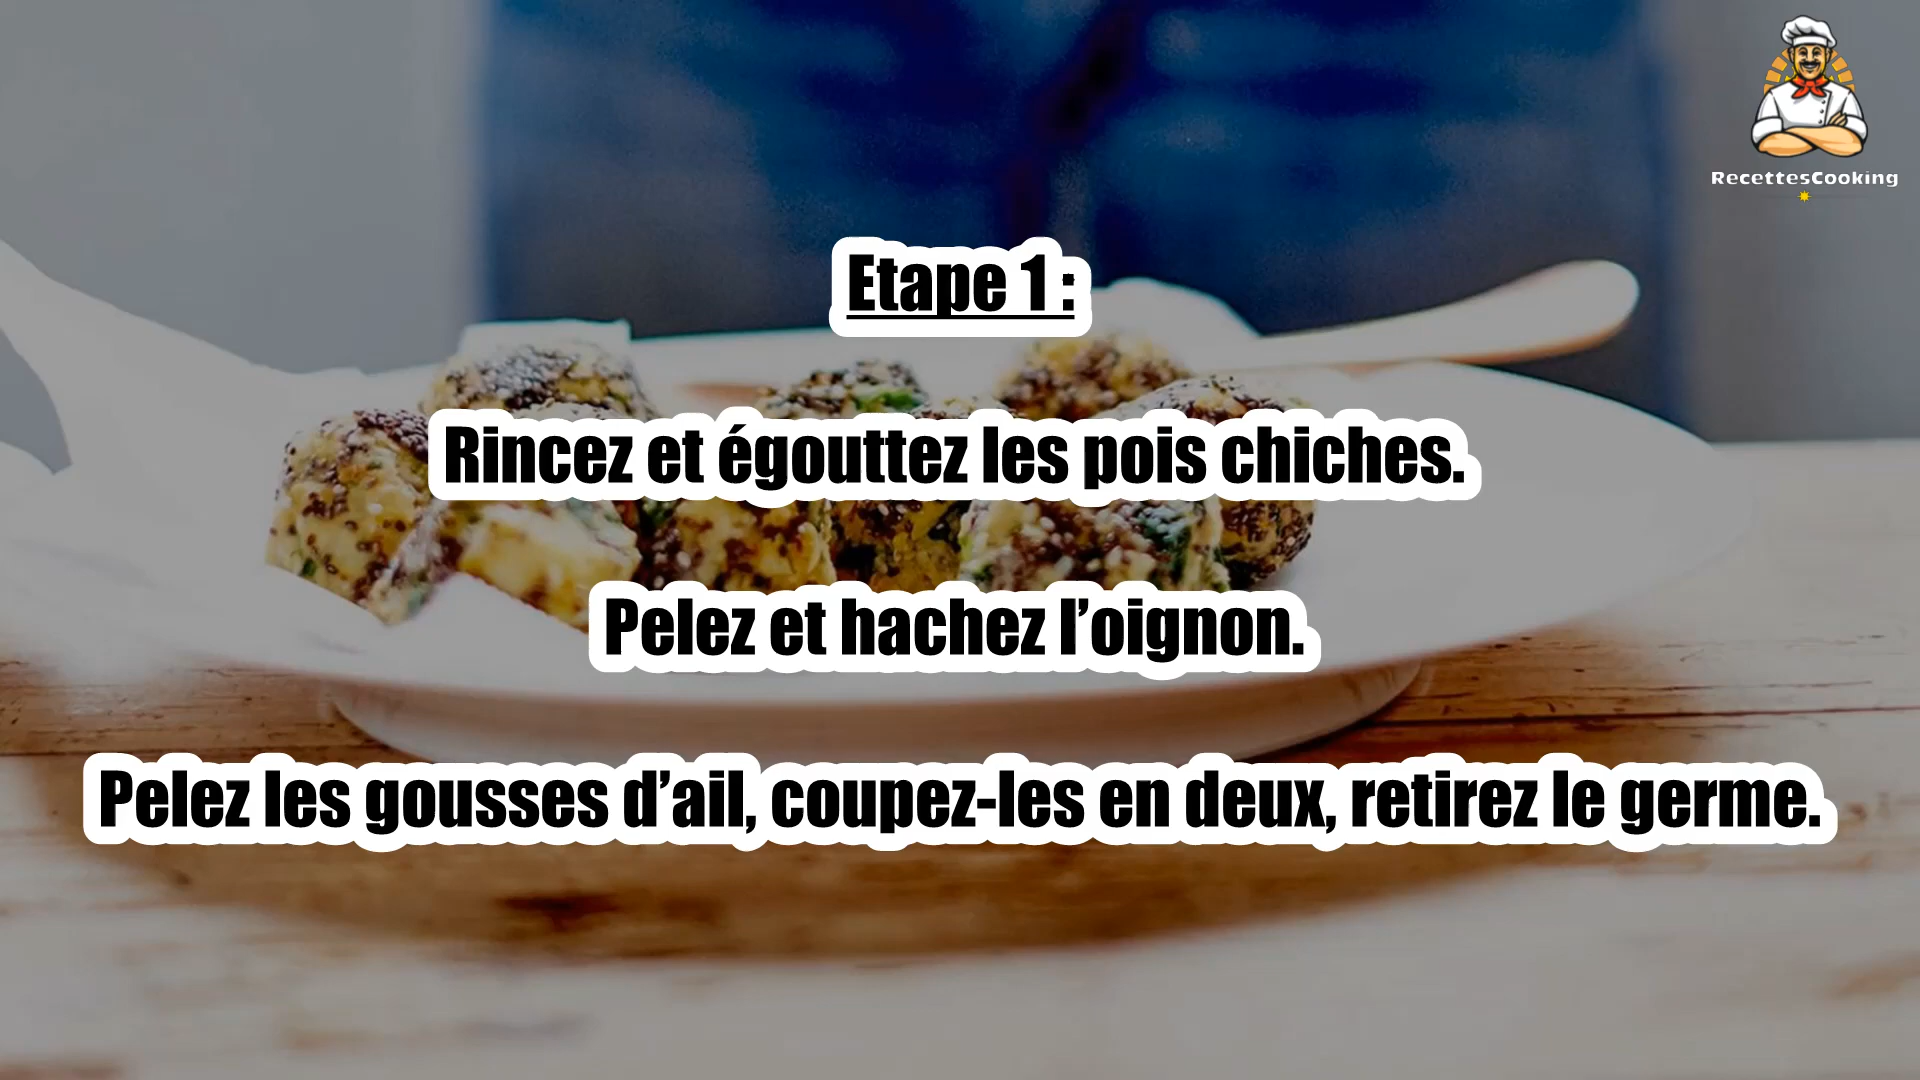 RecettesCooking
Etape 1 :
Rincez et égouttez les pois chiches.
Pelez et hachez l’oignon.
Pelez les gousses d’ail, coupez-les en deux, retirez le germe.